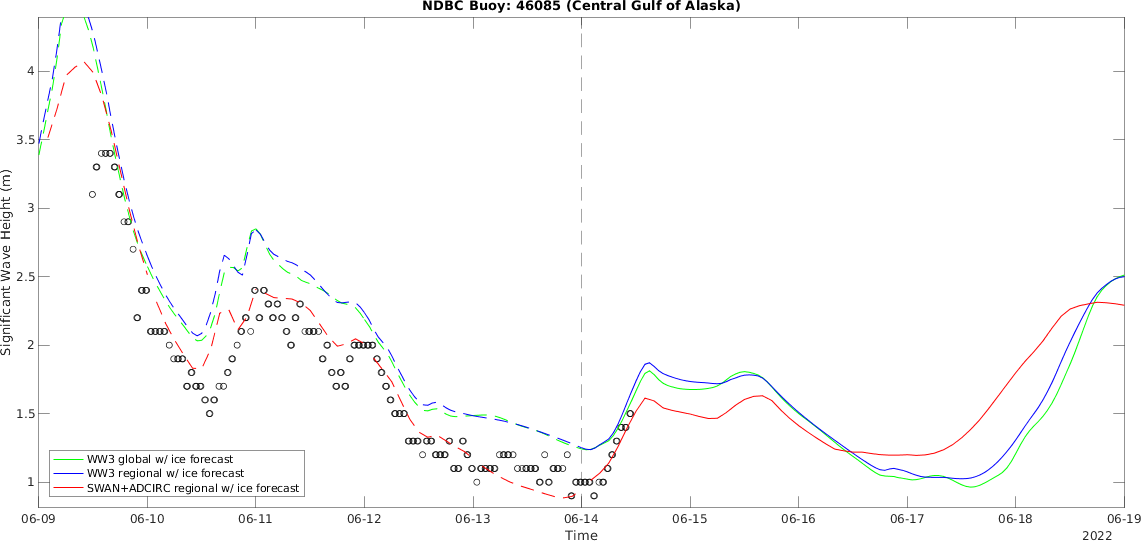 NDBC Buoy: 46085 (Central Gulf of Alaska)
Significant Wave Height (m)
4
3.5
3
2.5
2
1.5
1
WW3 global w/ ice forecast
WW3 regional w/ ice forecast
SWAN+ADCIRC regional w/ ice forecast
06-09 06-10 06-11 06-12 06-13 06-14 06-15 06-16 06-17 06-18 06-19
Time
2022